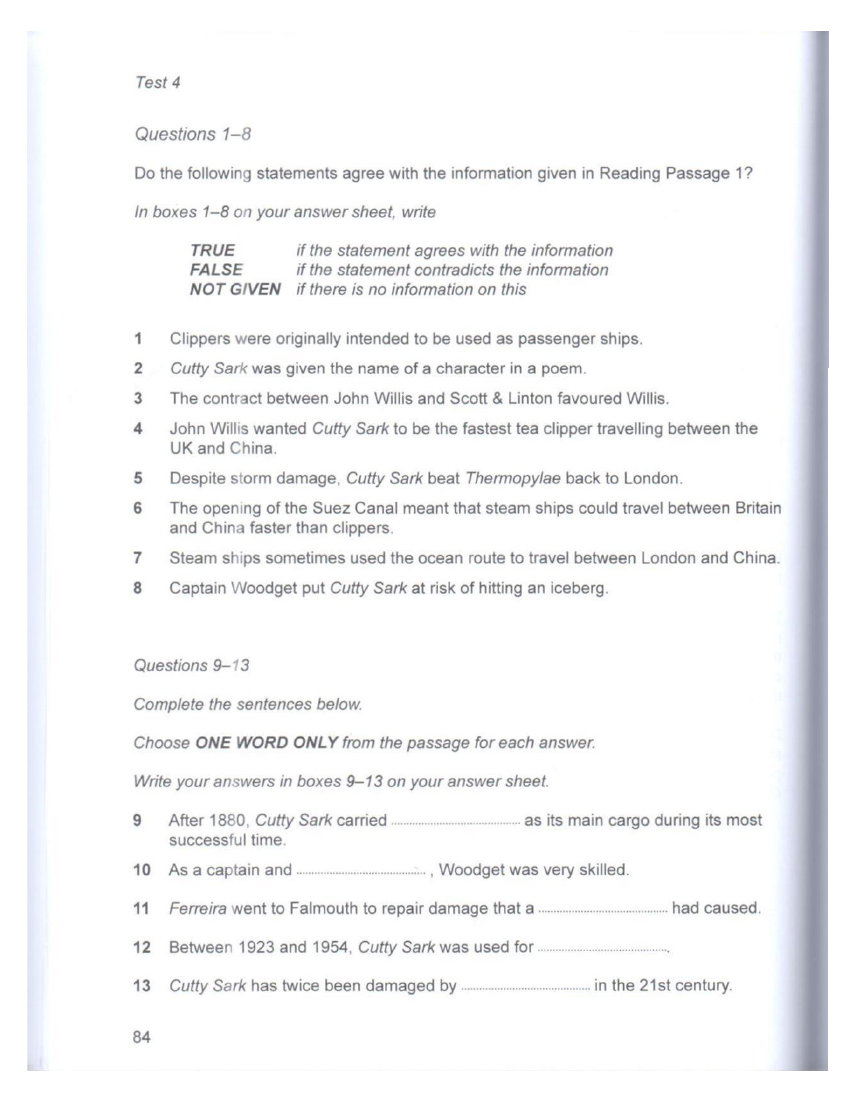 Test 4
Questions 1–8
Do the following statements agree with the information given in Reading Passage 1?
In boxes 1–8 on your answer sheet, write
TRUE if the statement agrees with the information
FALSE if the statement contradicts the information
NOT GIVEN if there is no information on this
1 Clippers were originally intended to be used as passenger ships.
2 Cutty Sark was given the name of a character in a poem.
3 The contract between John Willis and Scott & Linton favoured Willis.
4 John Willis wanted Cutty Sark to be the fastest tea clipper travelling between the
UK and China.
5 Despite storm damage, Cutty Sark beat Thermopylae back to London.
6 The opening of the Suez Canal meant that steam ships could travel between Britain
and China faster than clippers.
7 Steam ships sometimes used the ocean route to travel between London and China.
8 Captain Woodget put Cutty Sark at risk of hitting an iceberg.
Questions 9–13
Complete the sentences below.
Choose ONE WORD ONLY from the passage for each answer.
Write your answers in boxes 9–13 on your answer sheet.
9 After 1880, Cutty Sark carried ........................................ as its main cargo during its most
successful time.
10 As a captain and ........................................ , Woodget was very skilled.
11 Ferreira went to Falmouth to repair damage that a ........................................ had caused.
12 Between 1923 and 1954, Cutty Sark was used for ........................................ .
13 Cutty Sark has twice been damaged by ........................................ in the 21st century.
84